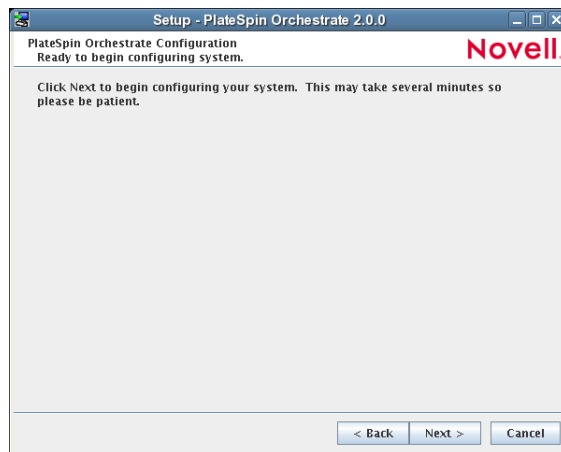 Setup - PlateSpin Orchestrate 2.0.0
PlateSpin Orchestrate Configuration
Ready to begin configuring system.
Novell.
Click Next to begin configuring your system. This may take several minutes so
please be patient.
< Back Next > Cancel